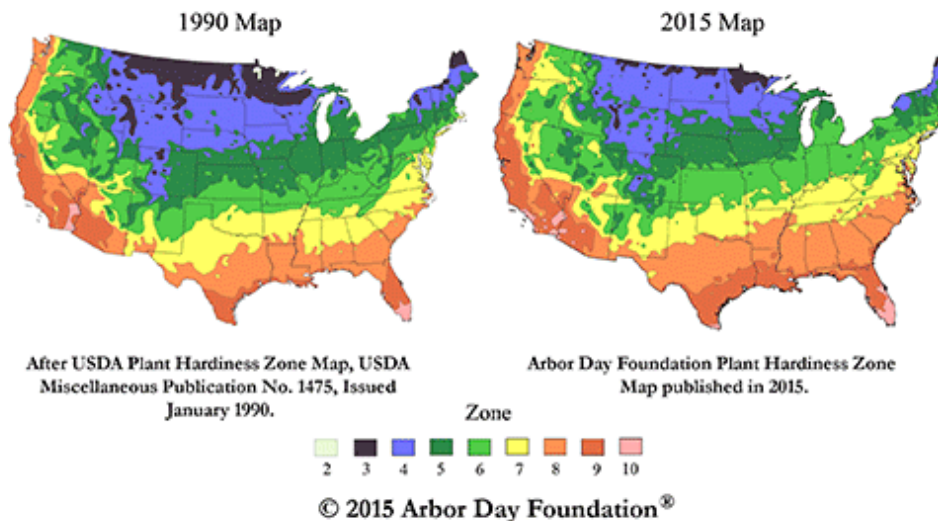 1990 Map
2015 Map
After USDA Plant Hardiness Zone Map, USDA
Miscellaneous Publication No. 1475, Issued
January 1990.
Arbor Day Foundation Plant Hardiness Zone
Map published in 2015.
Zone
2 3 4 5 6 7 8 9 10
© 2015 Arbor Day Foundation®